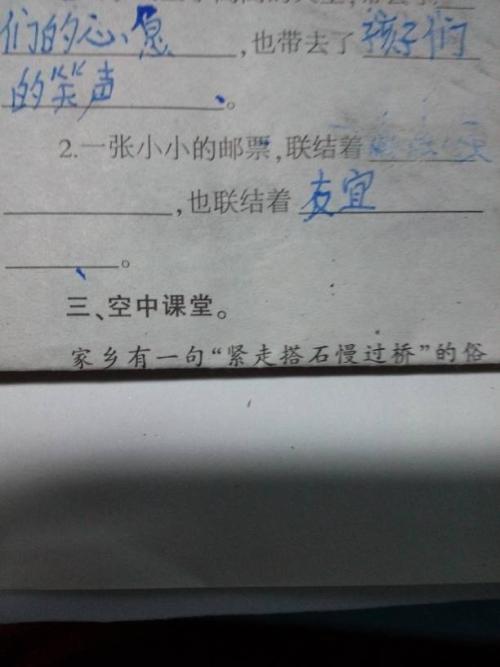 们的心愿,也带去了孩子们
的笑声。
2.一张小小的邮票,联结着
,也联结着友宜
。
三、空中课堂。
家乡有一句“紧走搭石慢过桥”的俗